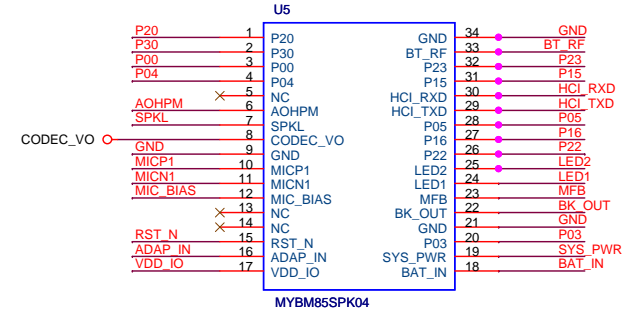 U5
P20 1 P20 GND 34 GND
P30 2 P30 BT_RF 33 BT_RF
P00 3 P00 P23 32 P23
P04 4 P04 P15 31 P15
5 NC HCI_RXD 30 HCI_RXD
AOHPM 6 AOHPM HCI_TXD 29 HCI_TXD
SPKL 7 SPKL P05 28 P05
CODEC_VO 8 CODEC_VO P16 27 P16
GND 9 GND P22 26 P22
MICP1 10 MICP1 LED2 25 LED2
MICN1 11 MICN1 LED1 24 LED1
MIC_BIAS 12 MIC_BIAS MFB 23 MFB
13 NC BK_OUT 22 BK_OUT
14 NC GND 21 GND
RST_N 15 RST_N P03 20 P03
ADAP_IN 16 ADAP_IN SYS_PWR 19 SYS_PWR
VDD_IO 17 VDD_IO BAT_IN 18 BAT_IN
MYBM85SPK04